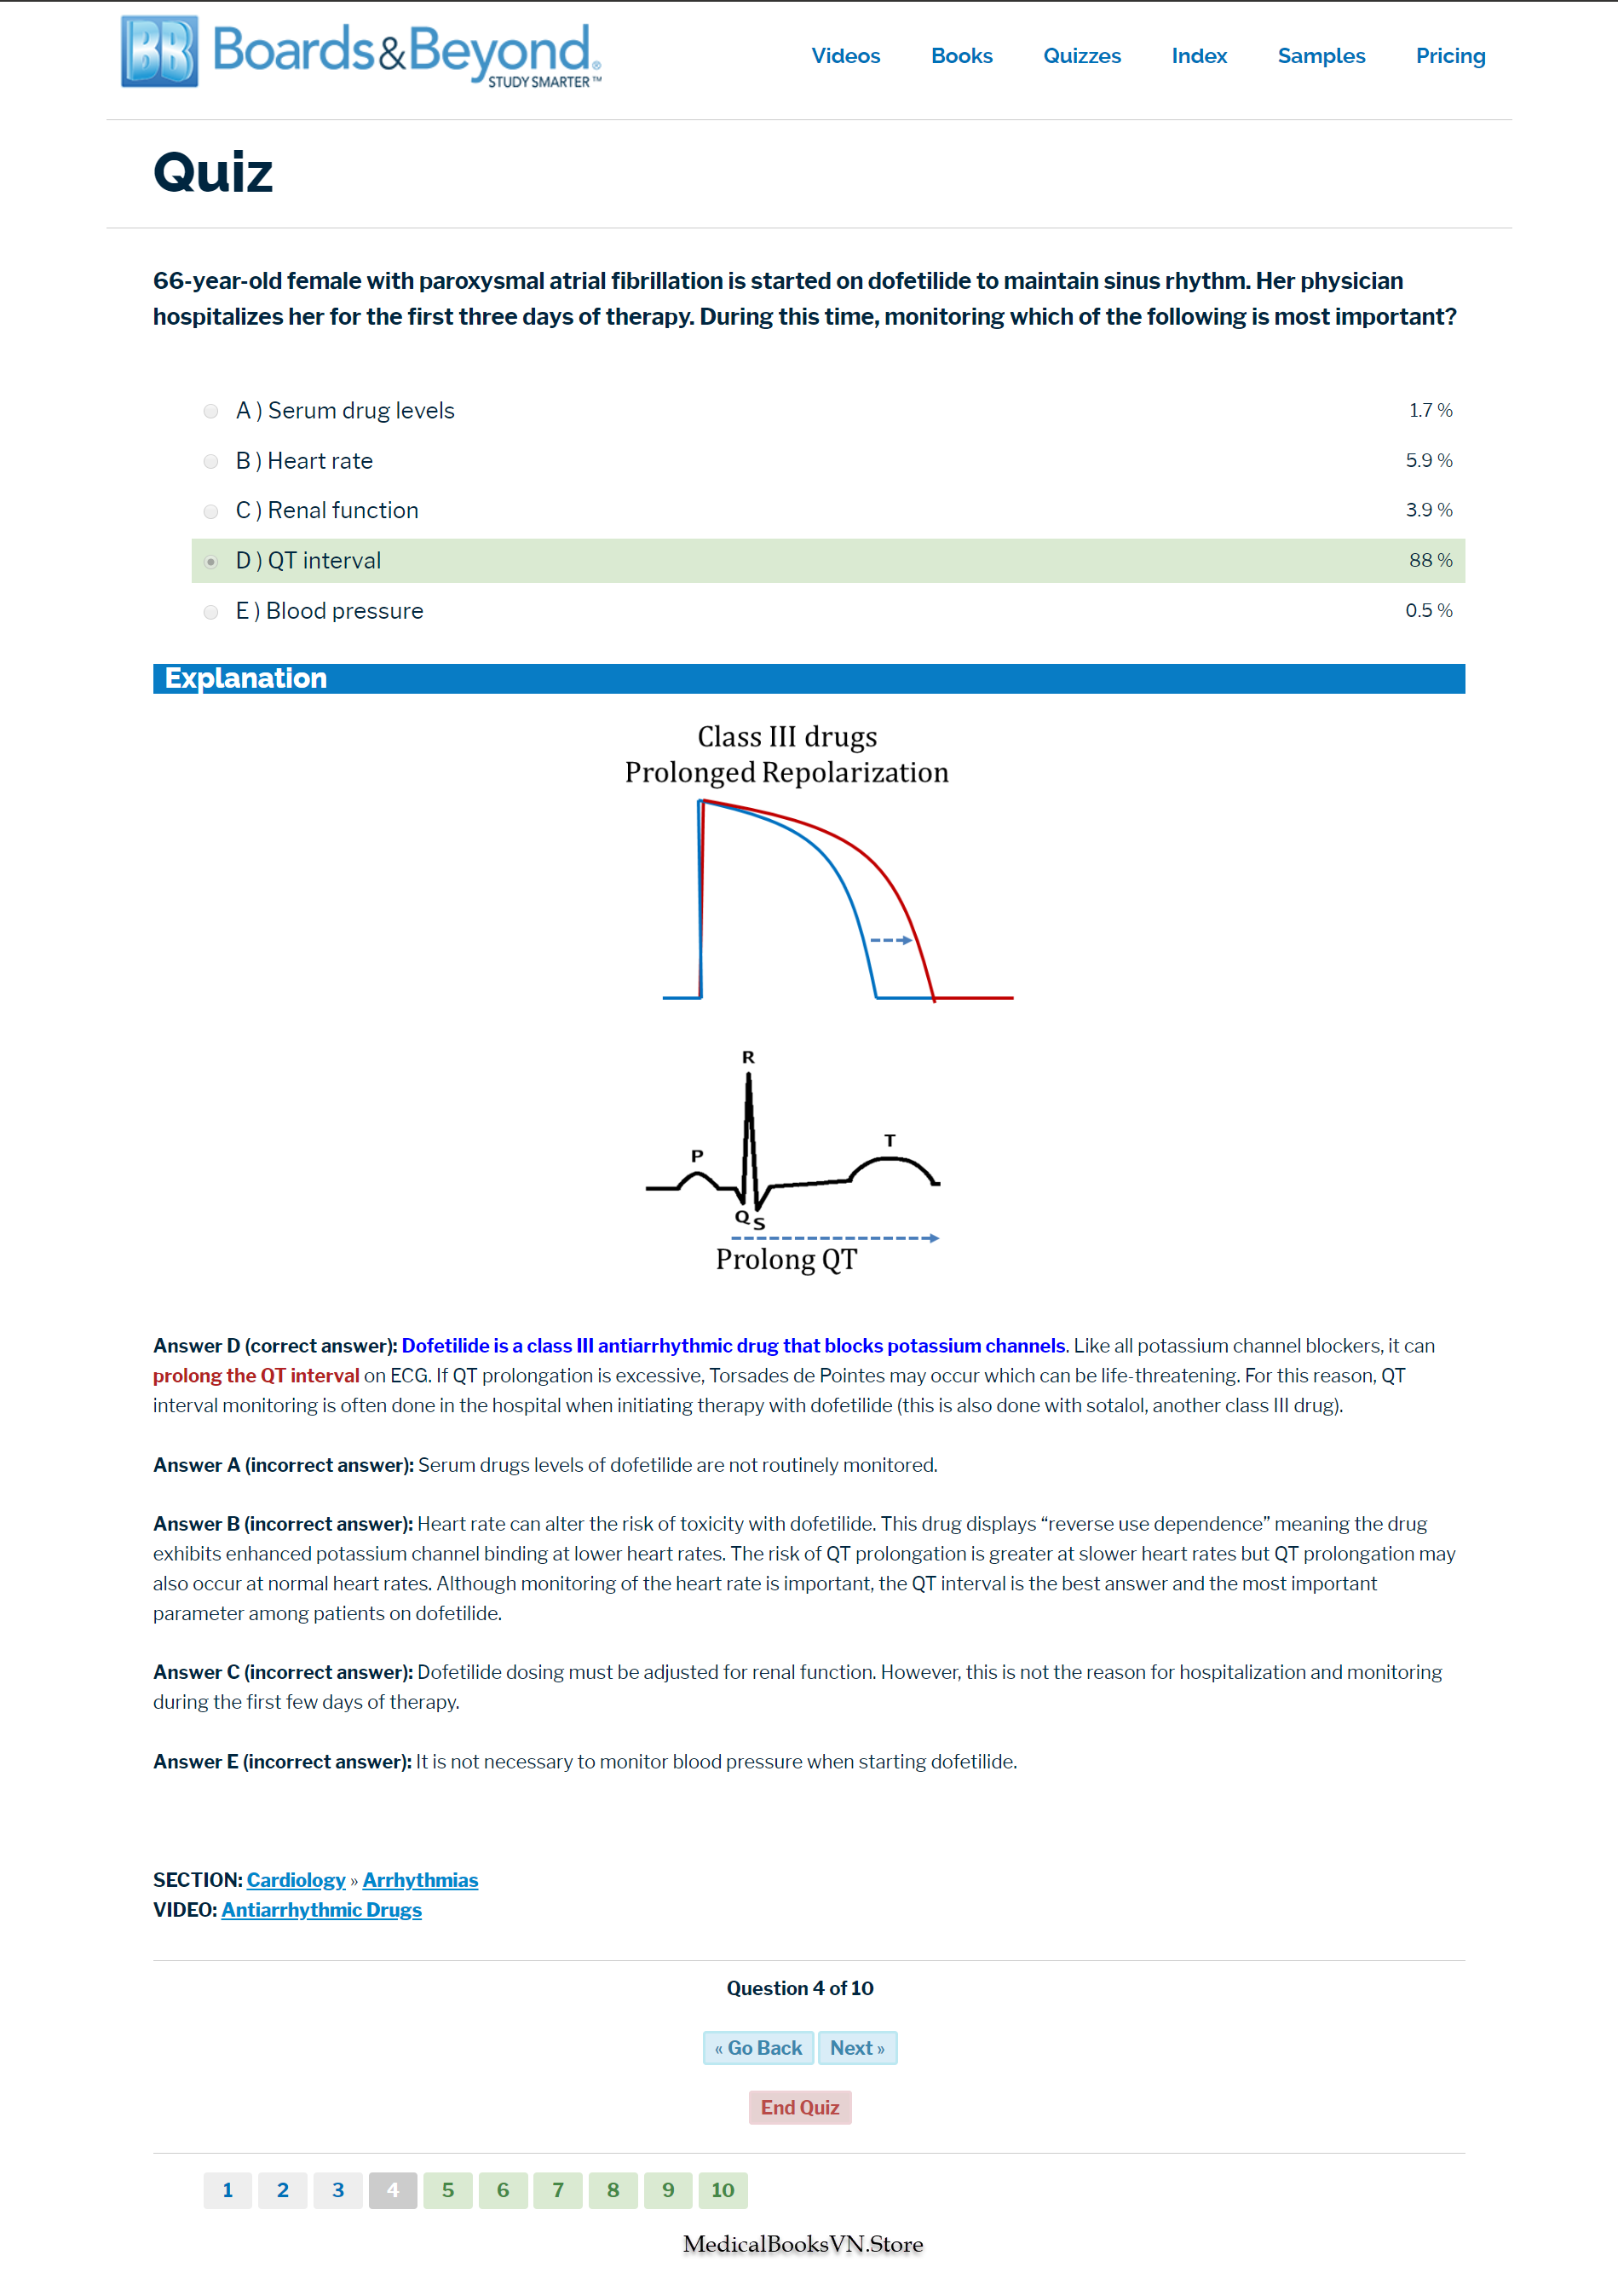 BB Boards&Beyond®
STUDY SMARTER™
Videos Books Quizzes Index Samples Pricing
Quiz
66-year-old female with paroxysmal atrial fibrillation is started on dofetilide to maintain sinus rhythm. Her physician
hospitalizes her for the first three days of therapy. During this time, monitoring which of the following is most important?
A ) Serum drug levels 1.7 %
B ) Heart rate 5.9 %
C ) Renal function 3.9 %
D ) QT interval 88 %
E ) Blood pressure 0.5 %
Explanation
Class III drugs
Prolonged Repolarization
R
T
P
Q S
Prolong QT
Answer D (correct answer): Dofetilide is a class III antiarrhythmic drug that blocks potassium channels. Like all potassium channel blockers, it can
prolong the QT interval on ECG. If QT prolongation is excessive, Torsades de Pointes may occur which can be life-threatening. For this reason, QT
interval monitoring is often done in the hospital when initiating therapy with dofetilide (this is also done with sotalol, another class III drug).
Answer A (incorrect answer): Serum drugs levels of dofetilide are not routinely monitored.
Answer B (incorrect answer): Heart rate can alter the risk of toxicity with dofetilide. This drug displays “reverse use dependence” meaning the drug
exhibits enhanced potassium channel binding at lower heart rates. The risk of QT prolongation is greater at slower heart rates but QT prolongation may
also occur at normal heart rates. Although monitoring of the heart rate is important, the QT interval is the best answer and the most important
parameter among patients on dofetilide.
Answer C (incorrect answer): Dofetilide dosing must be adjusted for renal function. However, this is not the reason for hospitalization and monitoring
during the first few days of therapy.
Answer E (incorrect answer): It is not necessary to monitor blood pressure when starting dofetilide.
SECTION: Cardiology » Arrhythmias
VIDEO: Antiarrhythmic Drugs
Question 4 of 10
« Go Back Next »
End Quiz
1 2 3 4 5 6 7 8 9 10
MedicalBooksVN.Store